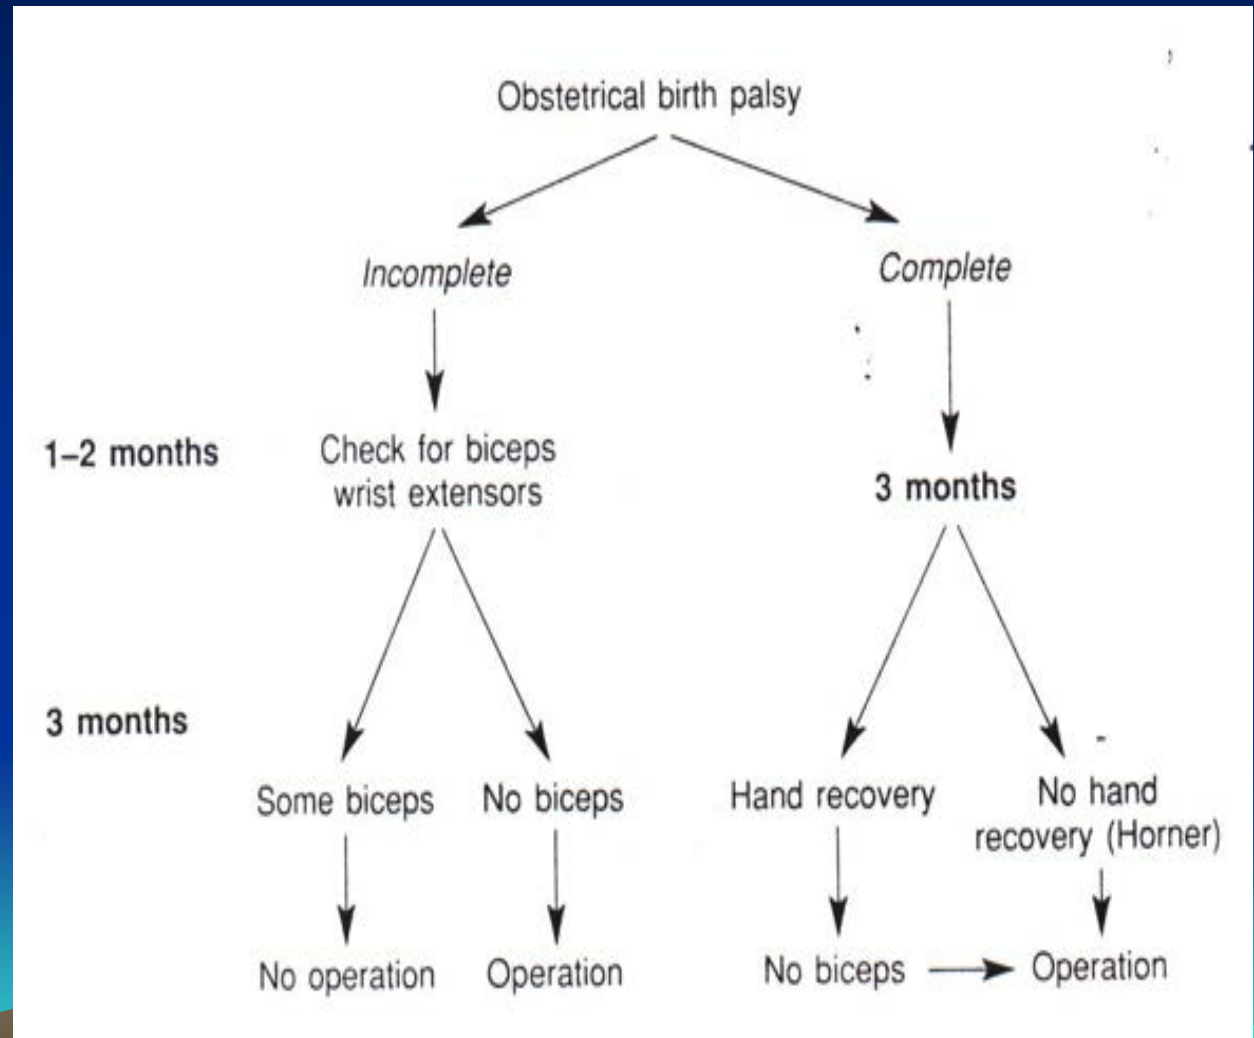 Obstetrical birth palsy
Incomplete
Complete
1–2 months
Check for biceps
wrist extensors
3 months
3 months
Some biceps
No biceps
Hand recovery
No hand
recovery (Horner)
No operation
Operation
No biceps
Operation